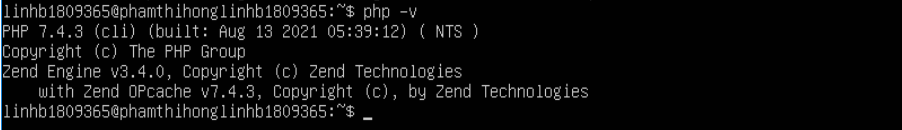 linhb1809365@phamthihonglinhb1809365:~$ php -v
PHP 7.4.3 (cli) (built: Aug 13 2021 05:39:12) ( NTS )
Copyright (c) The PHP Group
Zend Engine v3.4.0, Copyright (c) Zend Technologies
    with Zend OPcache v7.4.3, Copyright (c), by Zend Technologies
linhb1809365@phamthihonglinhb1809365:~$ _